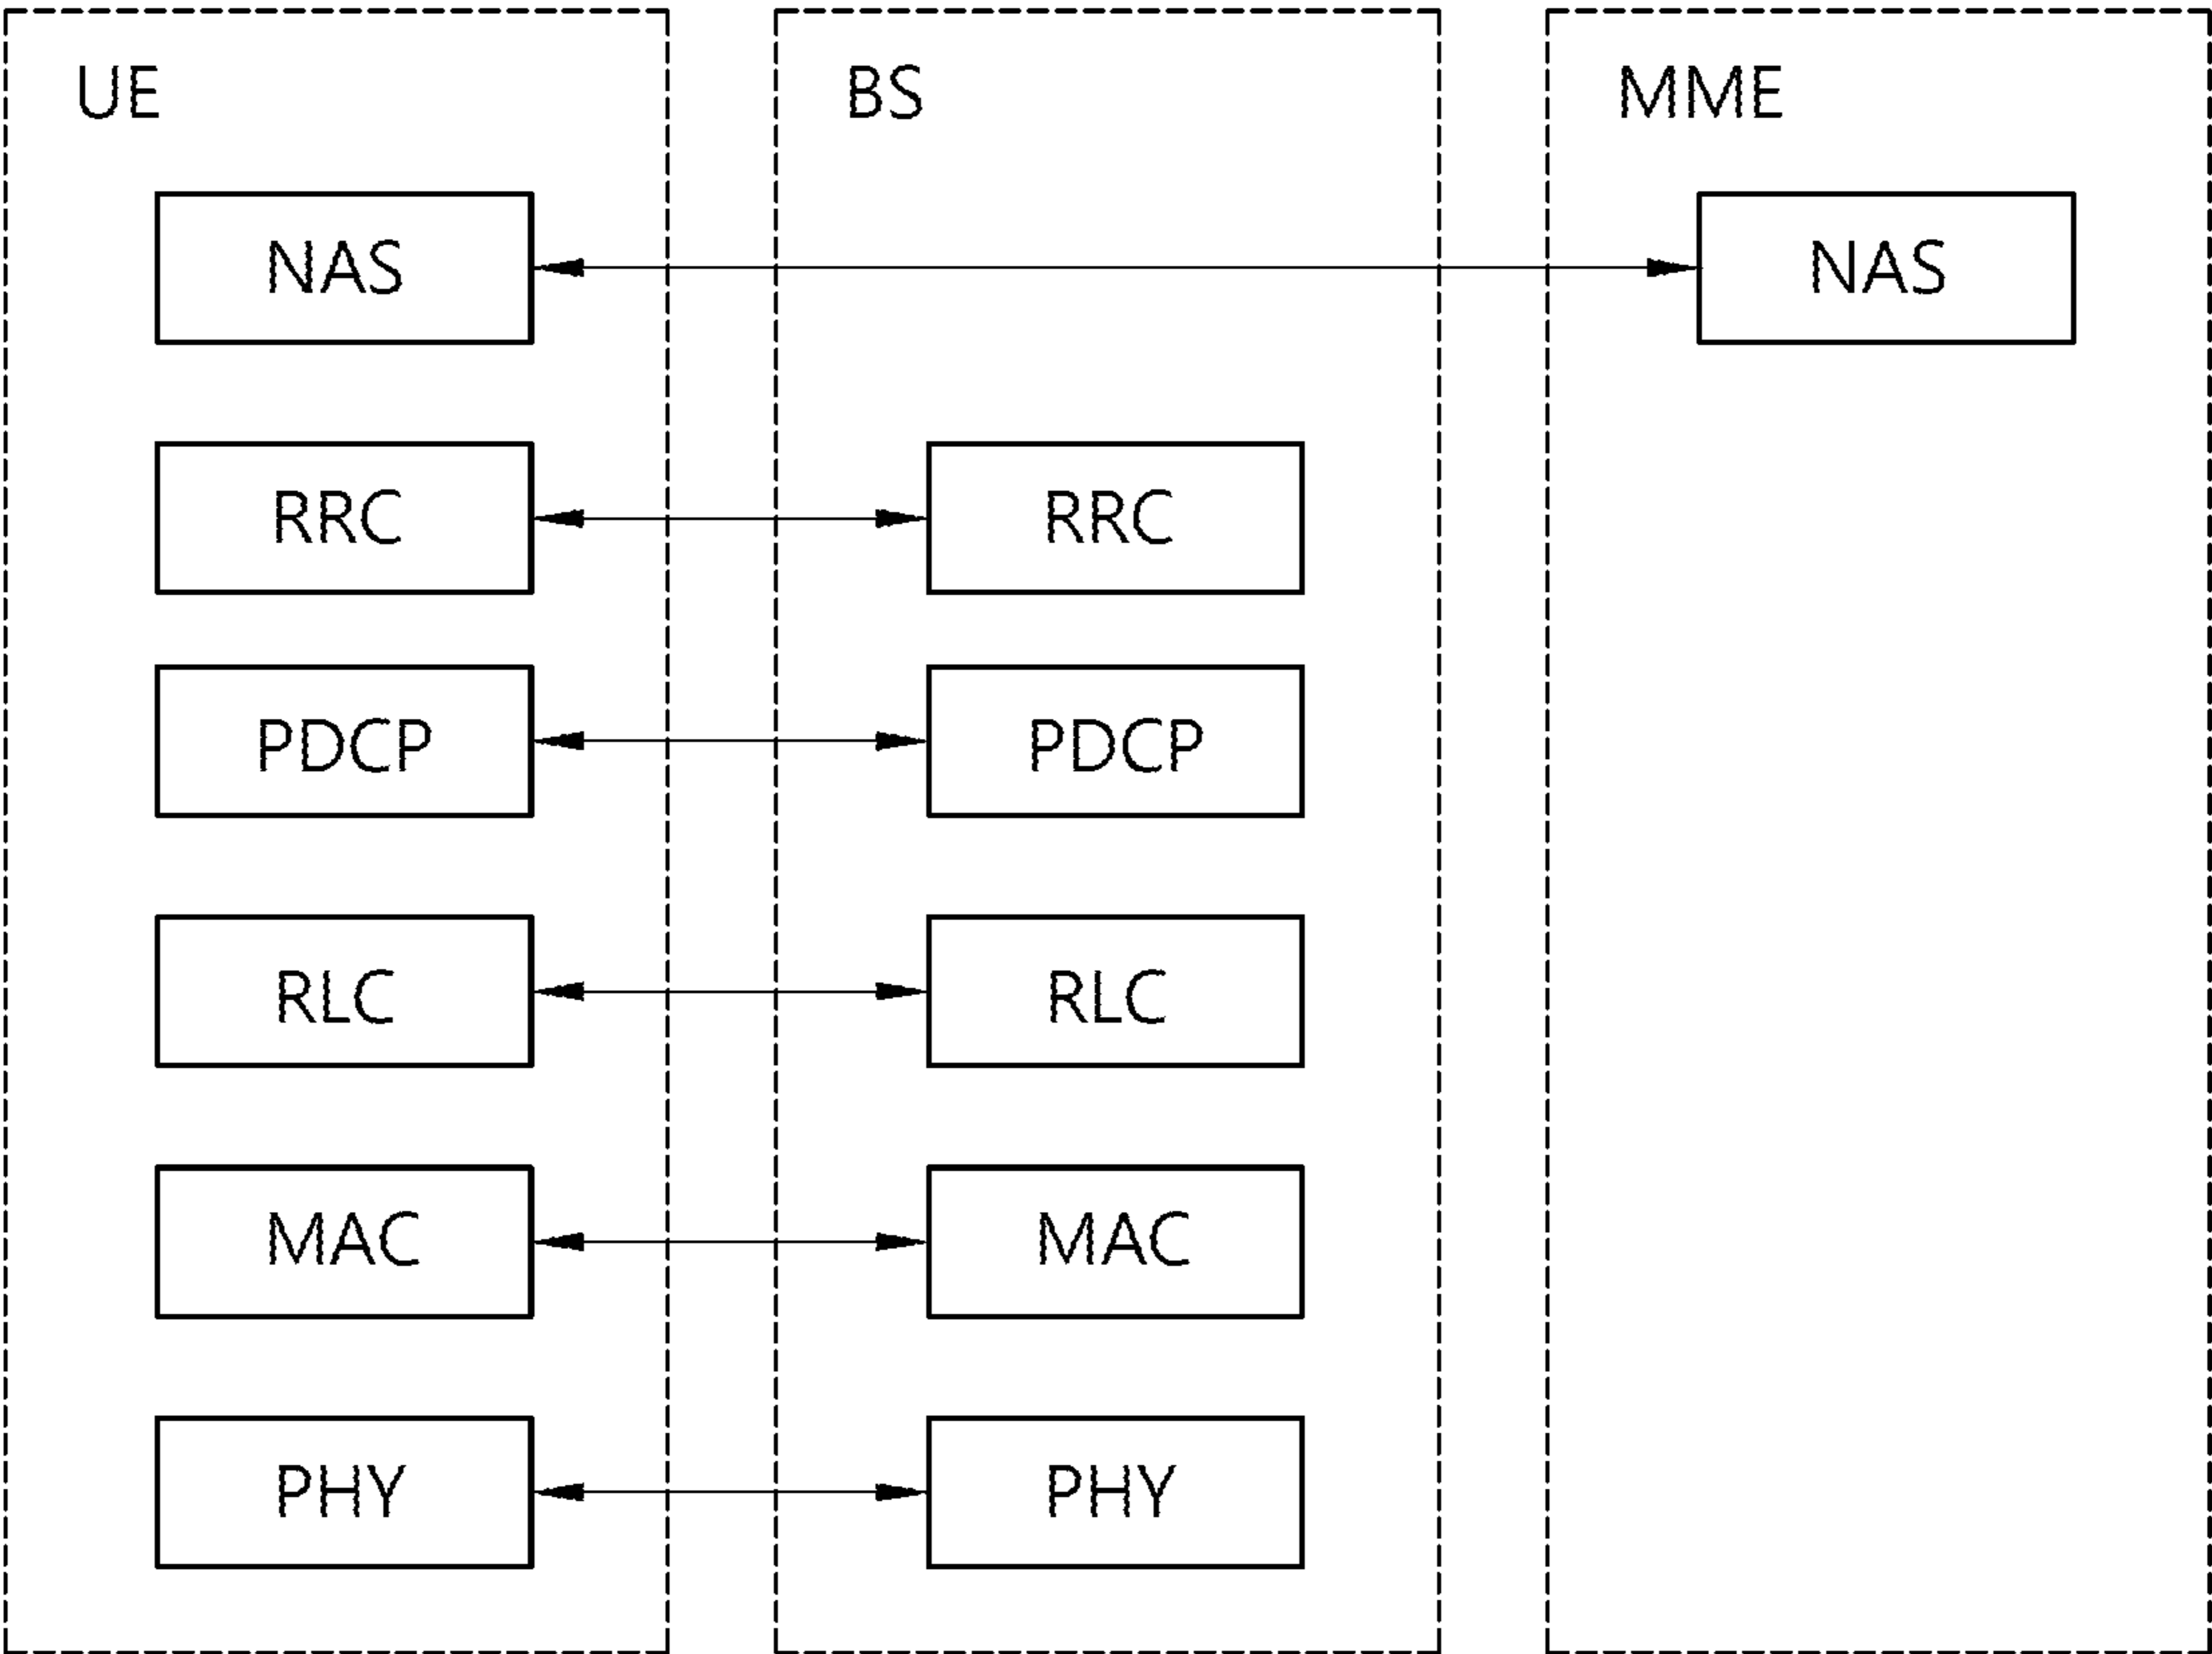 UE BS MME
NAS NAS
RRC RRC
PDCP PDCP
RLC RLC
MAC MAC
PHY PHY